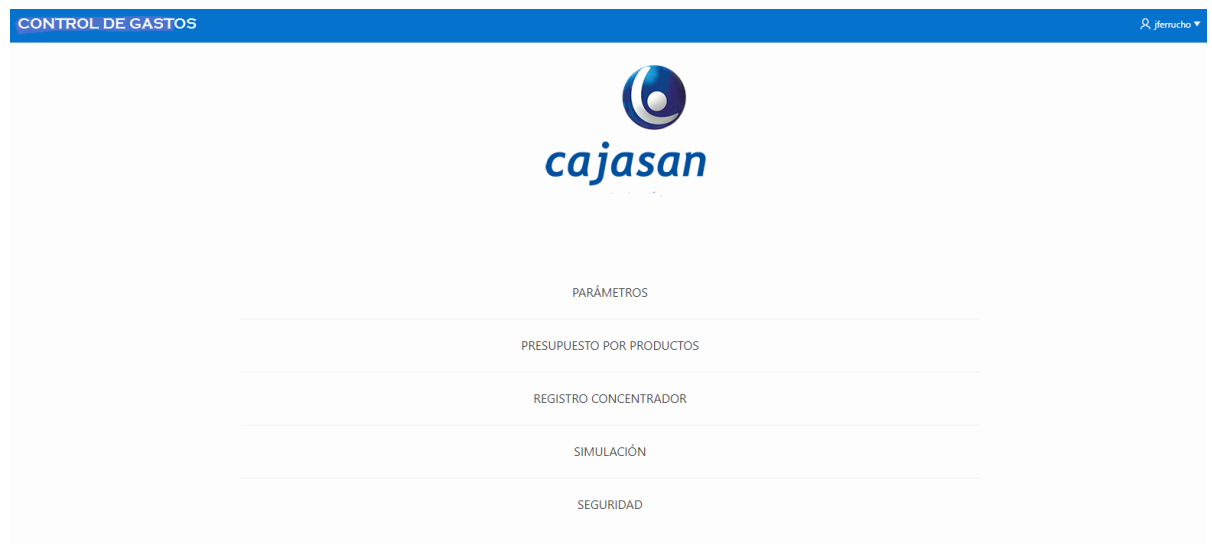 CONTROL DE GASTOS
jferrucho
cajasan
PARÁMETROS
PRESUPUESTO POR PRODUCTOS
REGISTRO CONCENTRADOR
SIMULACIÓN
SEGURIDAD